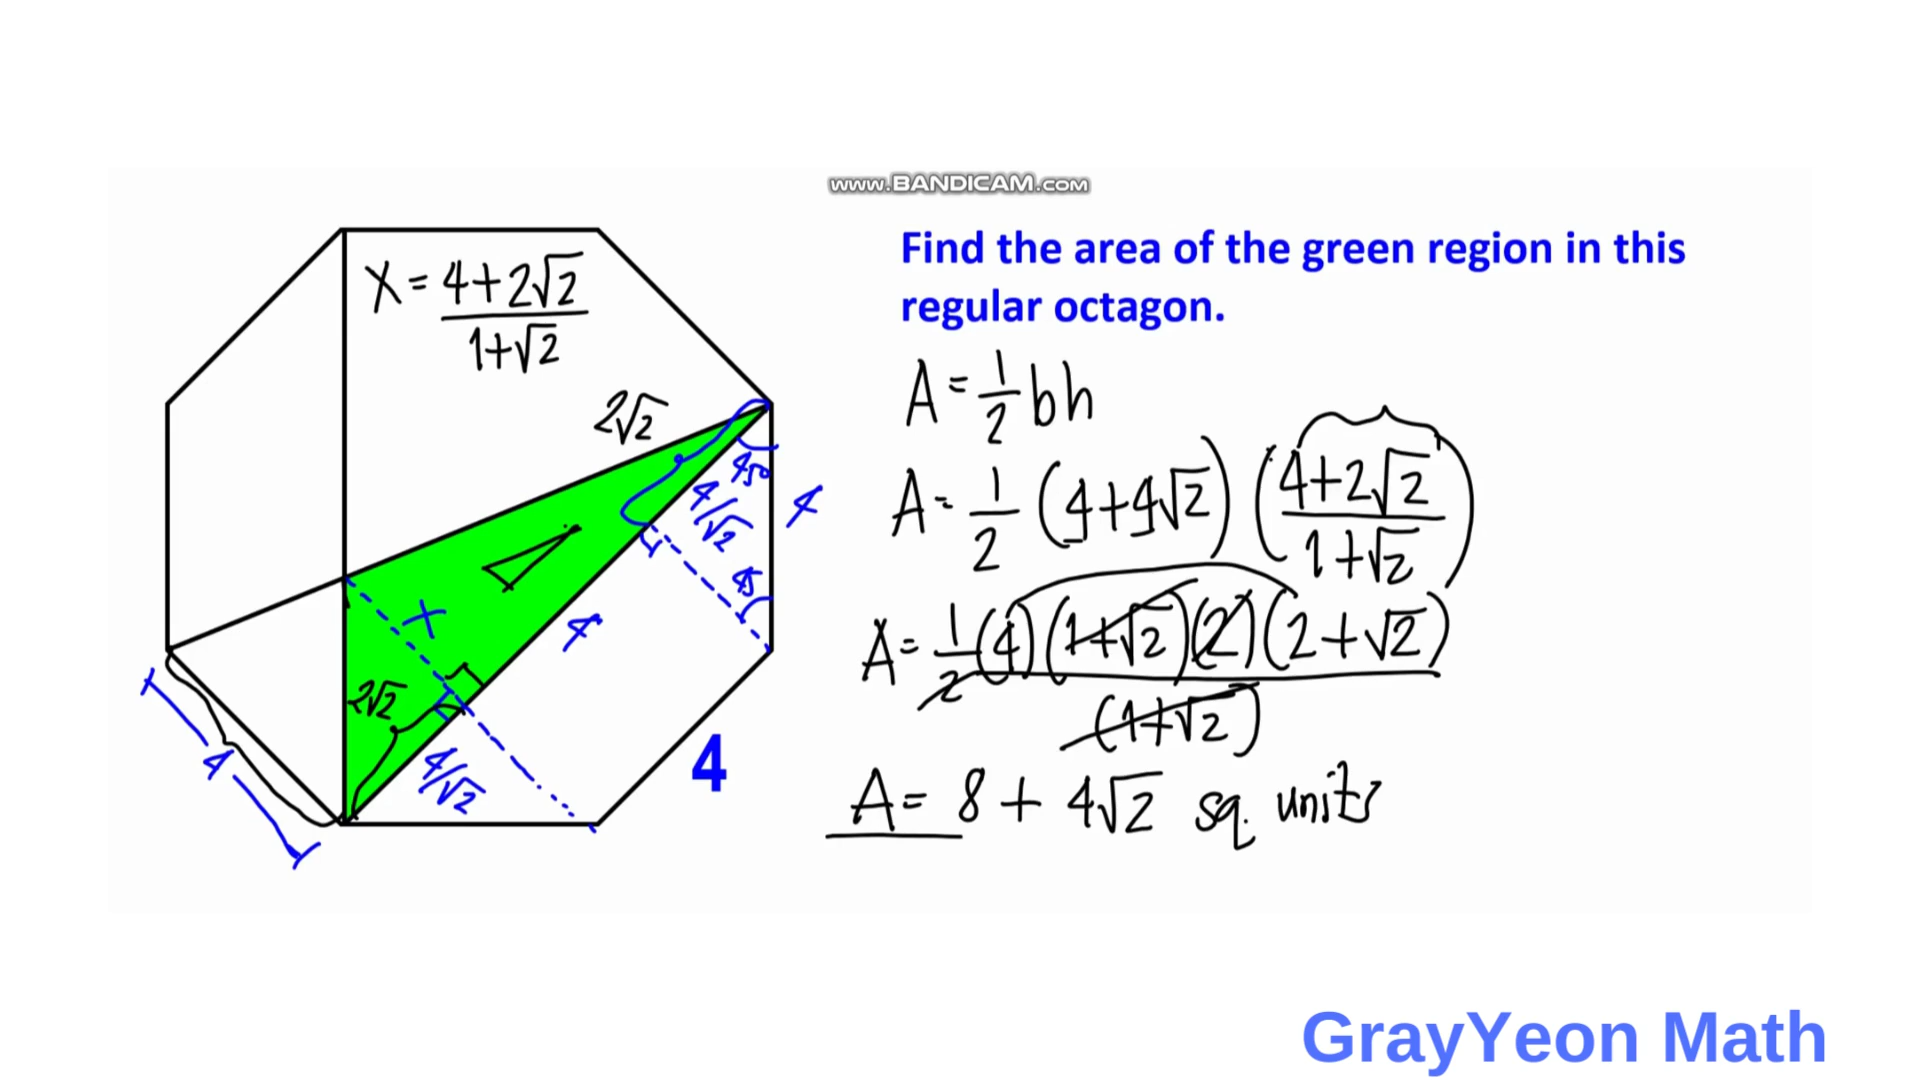 www.BANDICAM.com
Find the area of the green region in this
regular octagon.
X = 4+2√2 / 1+√2
A = 1/2 bh
A = 1/2 (4+4√2) (4+2√2 / 1+√2)
A = 1/2 (4)(1+√2)(2)(2+√2) / (1+√2)
A = 8 + 4√2 sq. units
2√2
45°
4/√2
4
45
X
4
2√2
4/√2
4
4
GrayYeon Math